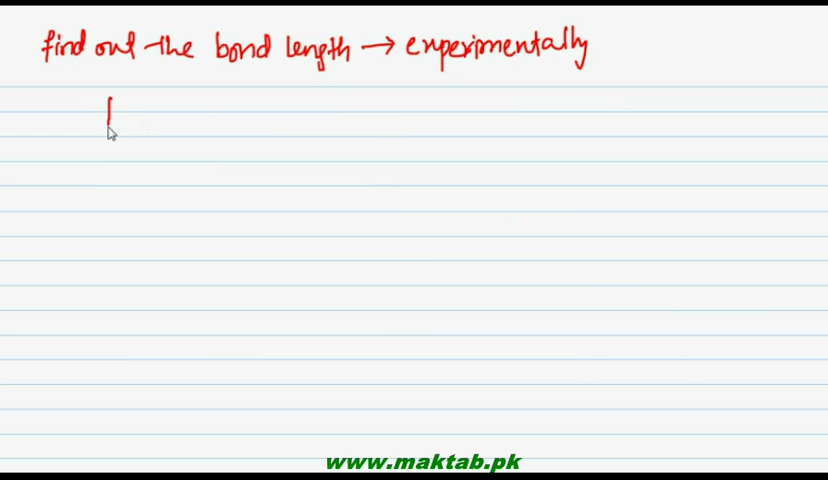 find out the bond length → experimentally
www.maktab.pk